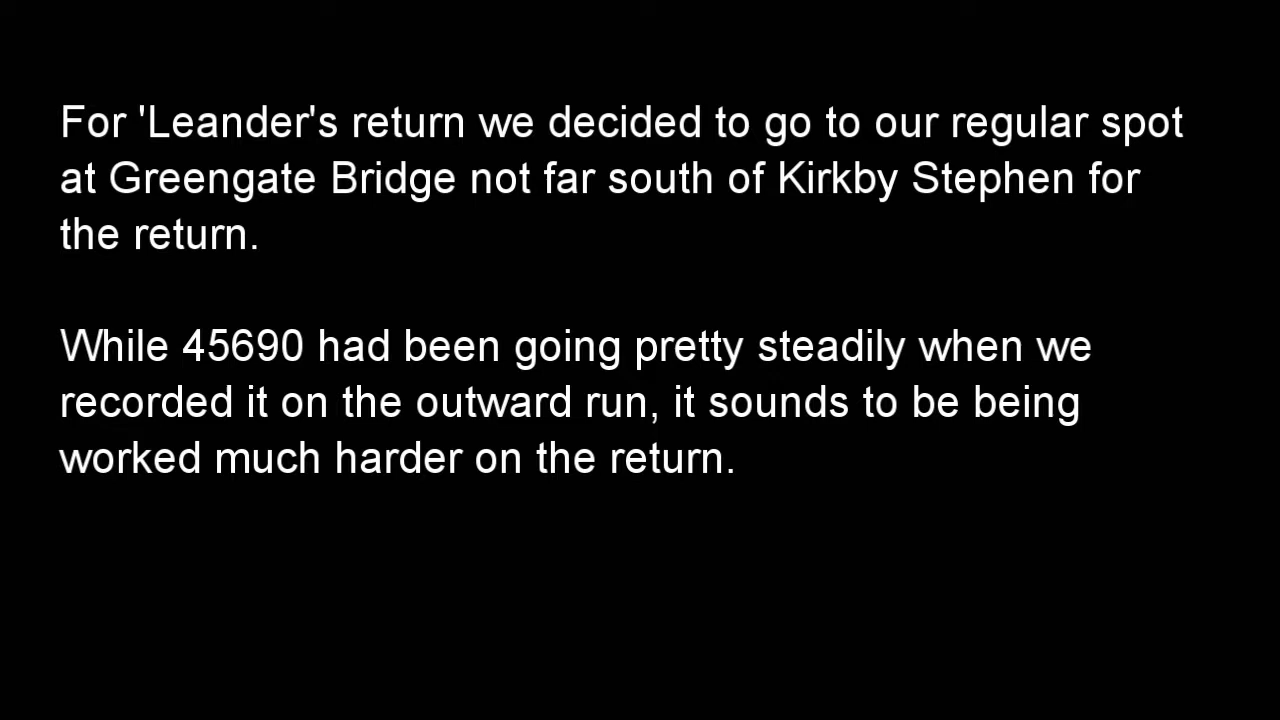 For 'Leander's return we decided to go to our regular spot
at Greengate Bridge not far south of Kirkby Stephen for
the return.
While 45690 had been going pretty steadily when we
recorded it on the outward run, it sounds to be being
worked much harder on the return.